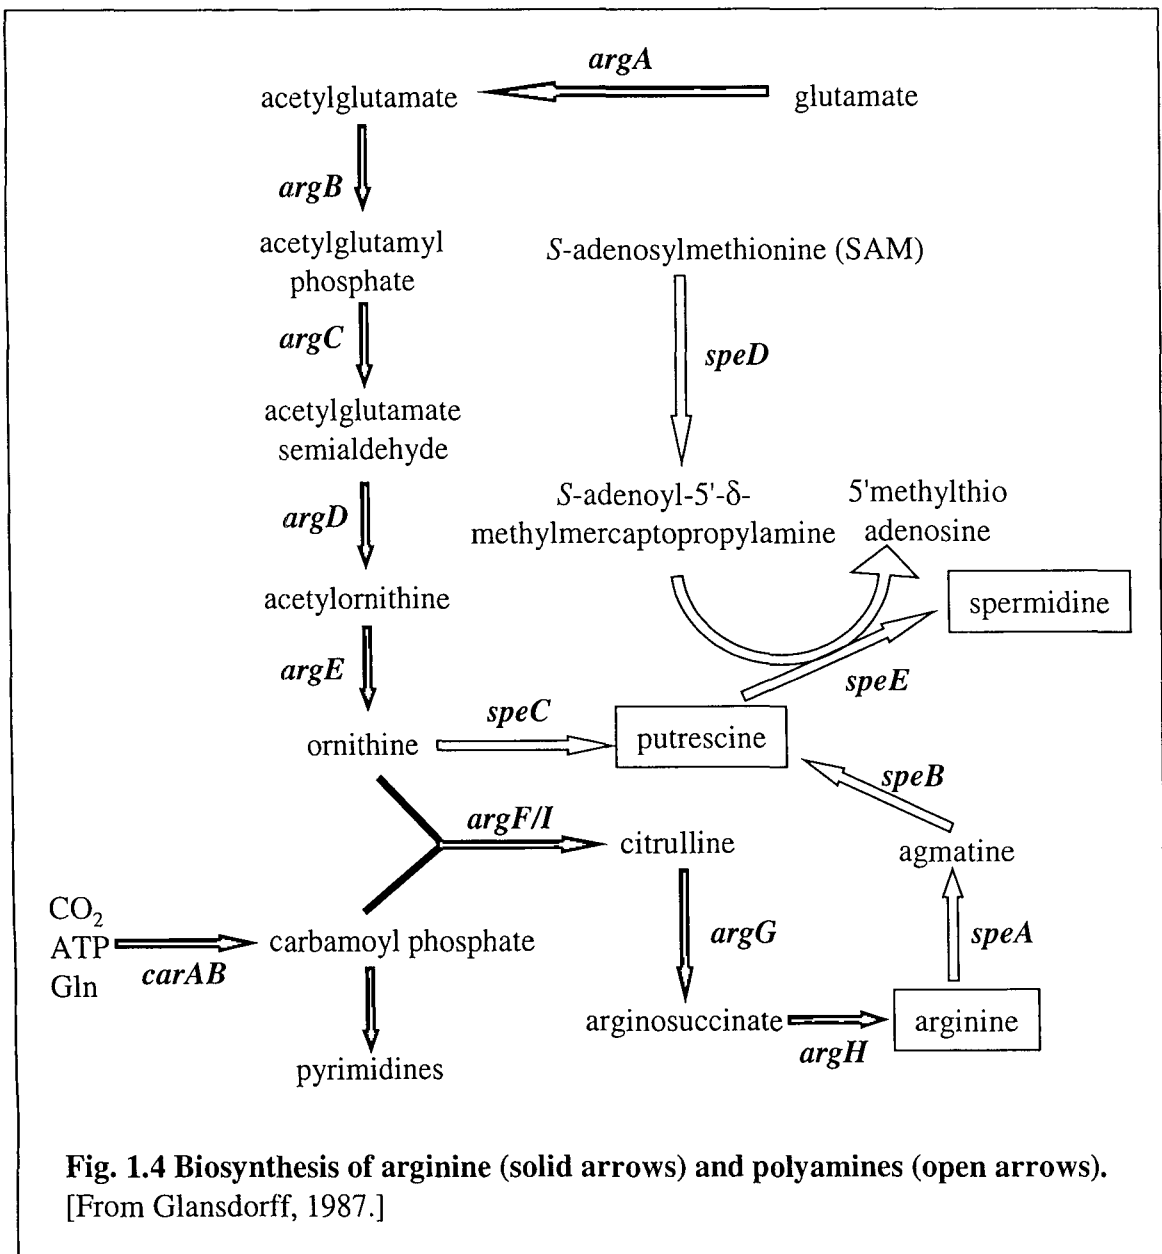 argA
acetylglutamate
glutamate
argB
acetylglutamyl
phosphate
S-adenosylmethionine (SAM)
argC
speD
acetylglutamate
semialdehyde
argD
S-adenoyl-5'-δ-
methylmercaptopropylamine
5'methylthio
adenosine
acetylornithine
spermidine
argE
speE
speC
ornithine
putrescine
speB
argF/I
citrulline
agmatine
CO₂
ATP
Gln
carAB
carbamoyl phosphate
argG
speA
arginosuccinate
arginine
argH
pyrimidines
Fig. 1.4 Biosynthesis of arginine (solid arrows) and polyamines (open arrows).
[From Glansdorff, 1987.]